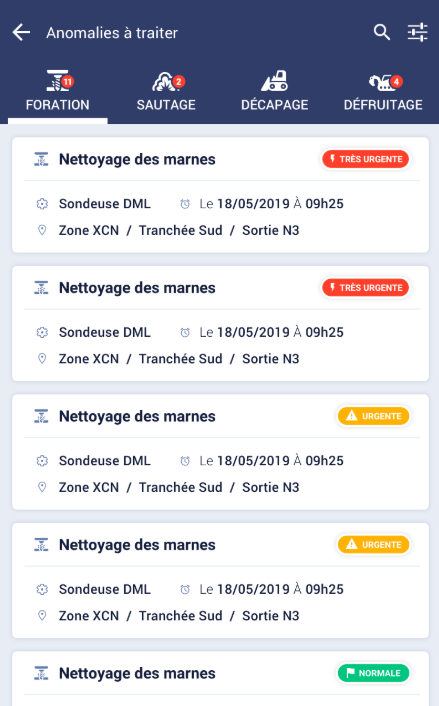 Anomalies à traiter
11 2 4
FORATION SAUTAGE DÉCAPAGE DÉFRUITAGE
Nettoyage des marnes TRÈS URGENTE
Sondeuse DML Le 18/05/2019 À 09h25
Zone XCN / Tranchée Sud / Sortie N3
Nettoyage des marnes TRÈS URGENTE
Sondeuse DML Le 18/05/2019 À 09h25
Zone XCN / Tranchée Sud / Sortie N3
Nettoyage des marnes URGENTE
Sondeuse DML Le 18/05/2019 À 09h25
Zone XCN / Tranchée Sud / Sortie N3
Nettoyage des marnes URGENTE
Sondeuse DML Le 18/05/2019 À 09h25
Zone XCN / Tranchée Sud / Sortie N3
Nettoyage des marnes NORMALE